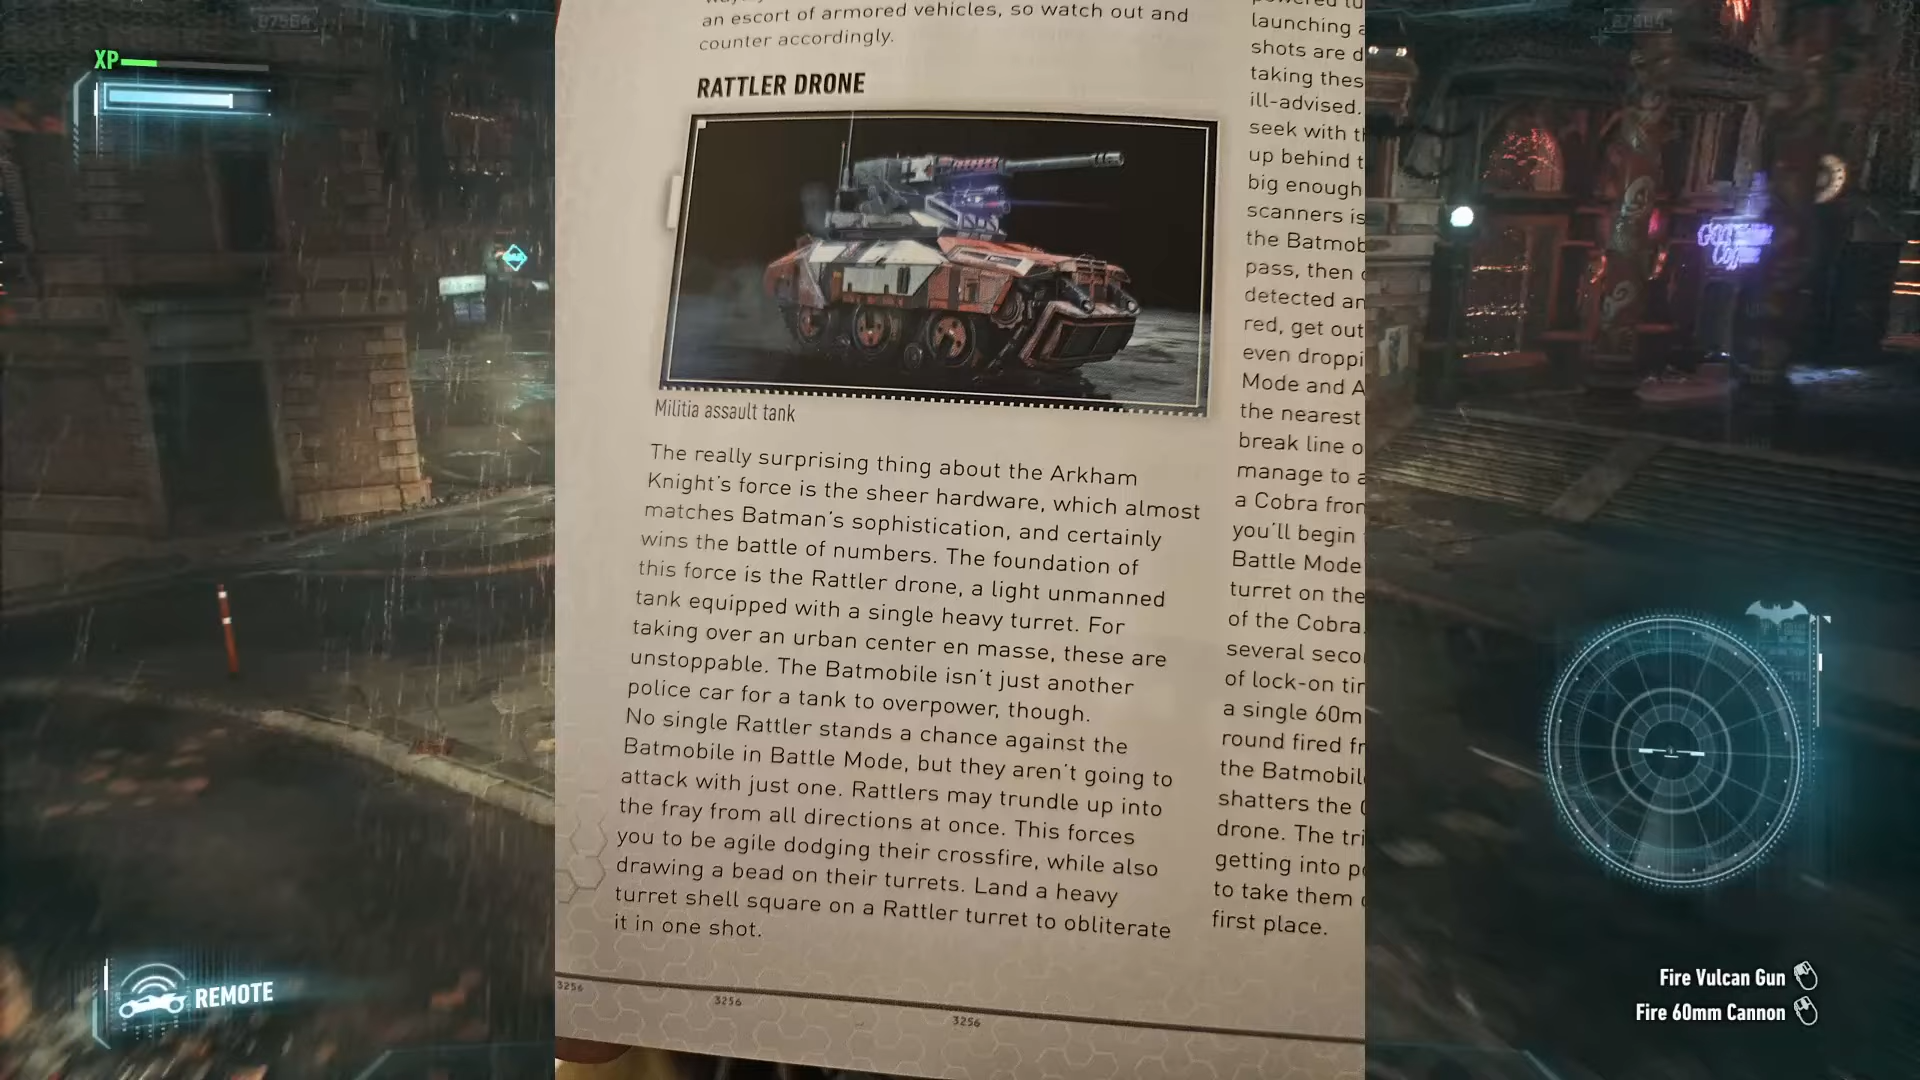 XP
an escort of armored vehicles, so watch out and
counter accordingly.
RATTLER DRONE
Militia assault tank
The really surprising thing about the Arkham
Knight's force is the sheer hardware, which almost
matches Batman's sophistication, and certainly
wins the battle of numbers. The foundation of
this force is the Rattler drone, a light unmanned
tank equipped with a single heavy turret. For
taking over an urban center en masse, these are
unstoppable. The Batmobile isn't just another
police car for a tank to overpower, though.
No single Rattler stands a chance against the
Batmobile in Battle Mode, but they aren't going to
attack with just one. Rattlers may trundle up into
the fray from all directions at once. This forces
you to be agile dodging their crossfire, while also
drawing a bead on their turrets. Land a heavy
turret shell square on a Rattler turret to obliterate
it in one shot.
3256
3256
3256
launching
shots are
taking thes
ill-advised.
seek with
up behind
big enough
scanners is
the Batmob
pass, then
detected an
red, get out
even droppi
Mode and A
the nearest
break line o
manage to
a Cobra fron
you'll begin
Battle Mode
turret on the
of the Cobra.
several seco
of lock-on tin
a single 60m
round fired fr
the Batmobil
shatters the
drone. The tri
getting into po
to take them
first place.
REMOTE
Fire Vulcan Gun
Fire 60mm Cannon